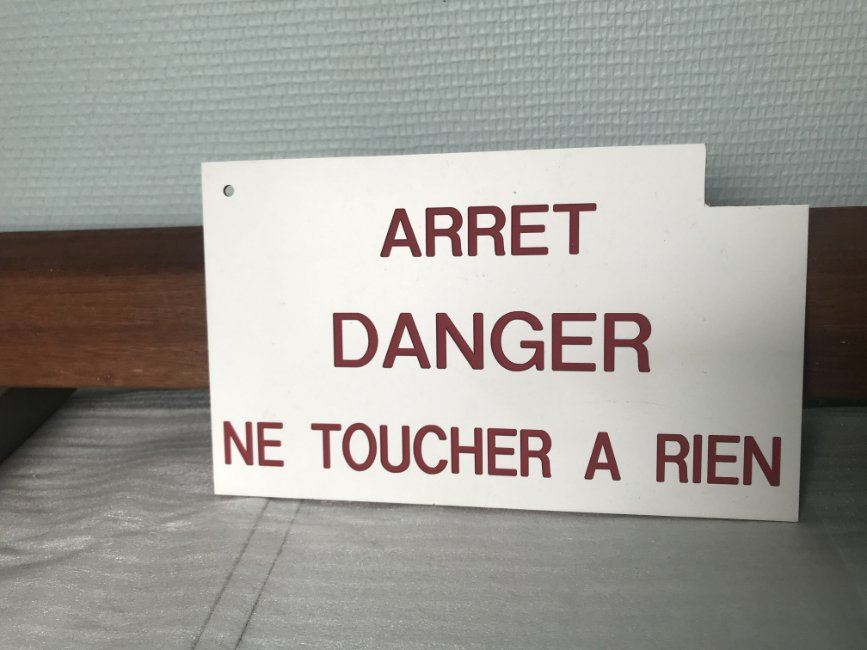 ARRET
DANGER
NE TOUCHER A RIEN